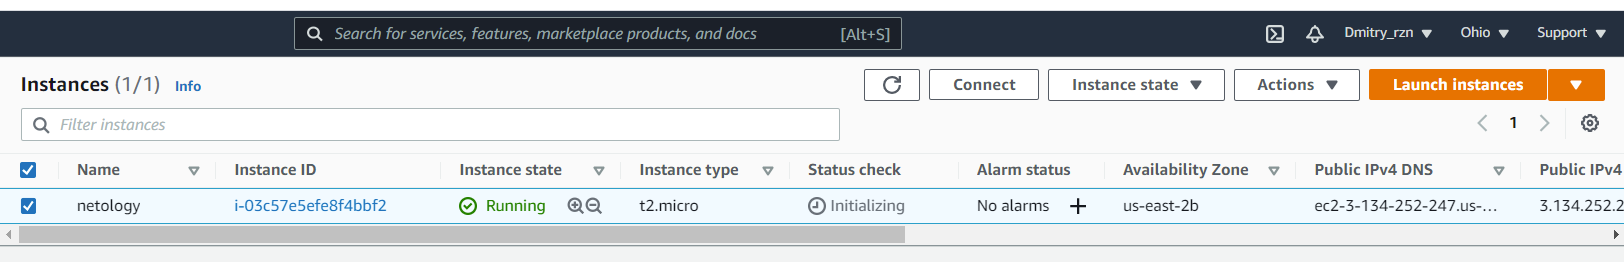 Search for services, features, marketplace products, and docs [Alt+S] Dmitry_rzn Ohio Support
Instances (1/1) Info Connect Instance state Actions Launch instances
Filter instances 1
Name Instance ID Instance state Instance type Status check Alarm status Availability Zone Public IPv4 DNS Public IPv4
netology i-03c57e5efe8f4bbf2 Running t2.micro Initializing No alarms us-east-2b ec2-3-134-252-247.us-... 3.134.252.2